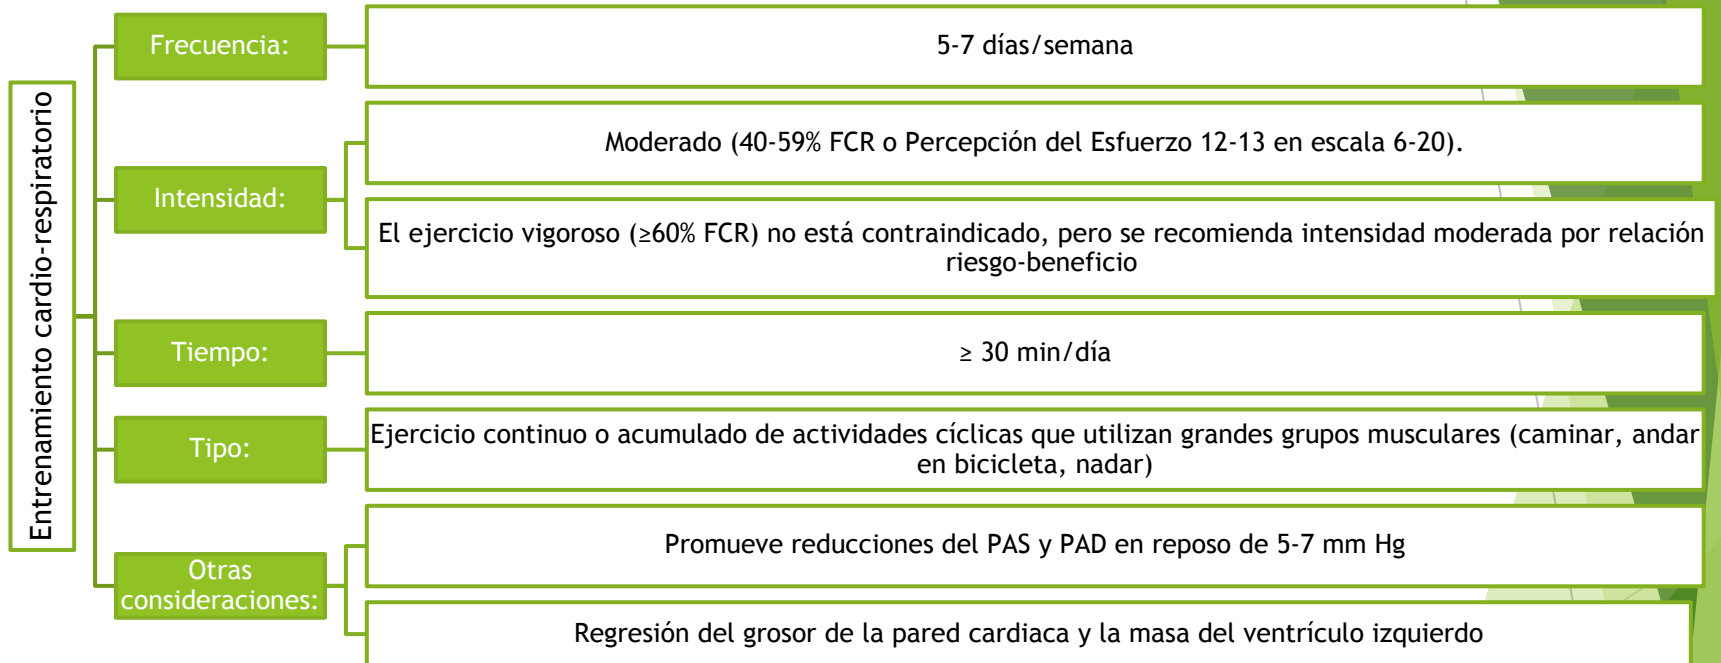 Entrenamiento cardio-respiratorio
Frecuencia:
5-7 días/semana
Intensidad:
Moderado (40-59% FCR o Percepción del Esfuerzo 12-13 en escala 6-20).
El ejercicio vigoroso (≥60% FCR) no está contraindicado, pero se recomienda intensidad moderada por relación
riesgo-beneficio
Tiempo:
≥ 30 min/día
Tipo:
Ejercicio continuo o acumulado de actividades cíclicas que utilizan grandes grupos musculares (caminar, andar
en bicicleta, nadar)
Otras
consideraciones:
Promueve reducciones del PAS y PAD en reposo de 5-7 mm Hg
Regresión del grosor de la pared cardiaca y la masa del ventrículo izquierdo